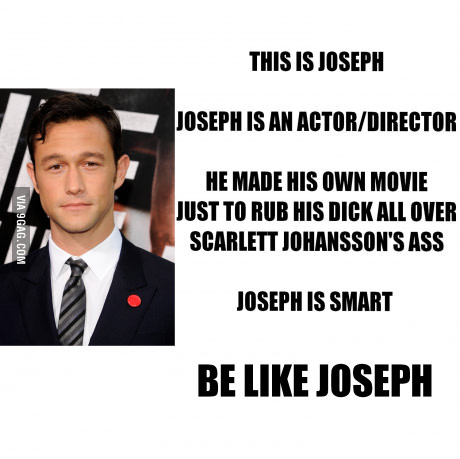 THIS IS JOSEPH
JOSEPH IS AN ACTOR/DIRECTOR
HE MADE HIS OWN MOVIE
JUST TO RUB HIS DICK ALL OVER
SCARLETT JOHANSSON'S ASS
JOSEPH IS SMART
BE LIKE JOSEPH
VIA 9GAG.COM